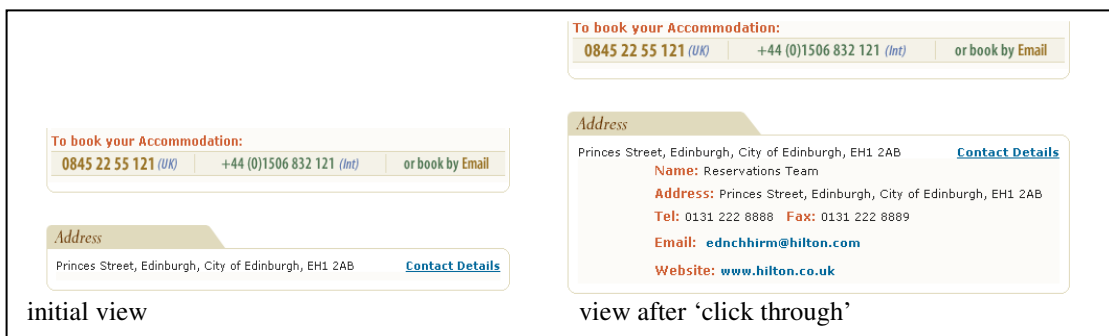 To book your Accommodation:
0845 22 55 121 (UK) +44 (0)1506 832 121 (Int) or book by Email
Address
Princes Street, Edinburgh, City of Edinburgh, EH1 2AB Contact Details
initial view
To book your Accommodation:
0845 22 55 121 (UK) +44 (0)1506 832 121 (Int) or book by Email
Address
Princes Street, Edinburgh, City of Edinburgh, EH1 2AB Contact Details
Name: Reservations Team
Address: Princes Street, Edinburgh, City of Edinburgh, EH1 2AB
Tel: 0131 222 8888 Fax: 0131 222 8889
Email: ednchhirm@hilton.com
Website: www.hilton.co.uk
view after ‘click through’